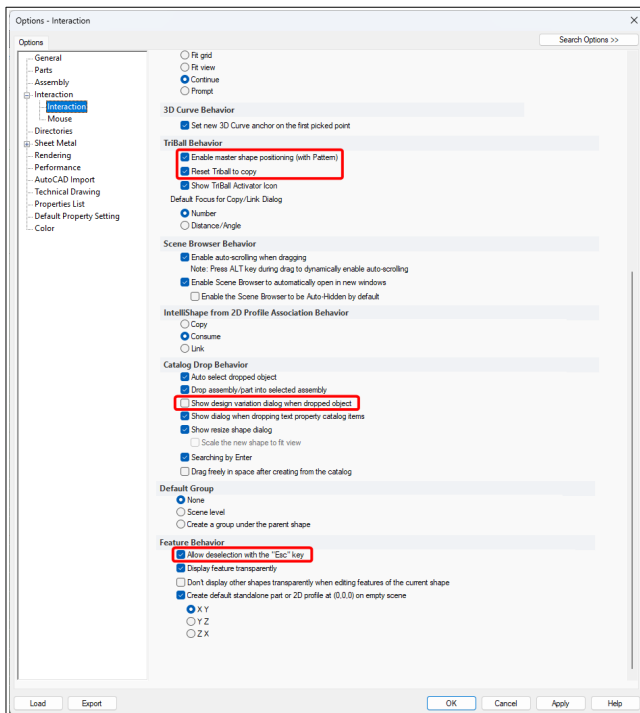 Options - Interaction
Search Options >>
Options
General
Parts
Assembly
Interaction
Interaction
Mouse
Directories
Sheet Metal
Rendering
Performance
AutoCAD Import
Technical Drawing
Properties List
Default Property Setting
Color
Fit grid
Fit view
Continue
Prompt
3D Curve Behavior
Set new 3D Curve anchor on the first picked point
TriBall Behavior
Enable master shape positioning (with Pattern)
Reset Triball to copy
Show TriBall Activator Icon
Default Focus for Copy/Link Dialog
Number
Distance/Angle
Scene Browser Behavior
Enable auto-scrolling when dragging
Note: Press ALT key during drag to dynamically enable auto-scrolling
Enable Scene Browser to automatically open in new windows
Enable the Scene Browser to be Auto-Hidden by default
IntelliShape from 2D Profile Association Behavior
Copy
Consume
Link
Catalog Drop Behavior
Auto select dropped object
Drop assembly/part into selected assembly
Show design variation dialog when dropped object
Show dialog when dropping text property catalog items
Show resize shape dialog
Scale the new shape to fit view
Searching by Enter
Drag freely in space after creating from the catalog
Default Group
None
Scene level
Create a group under the parent shape
Feature Behavior
Allow deselection with the "Esc" key
Display feature transparently
Don't display other shapes transparently when editing features of the current shape
Create default standalone part or 2D profile at (0,0,0) on empty scene
X Y
Y Z
Z X
Load
Export
OK
Cancel
Apply
Help